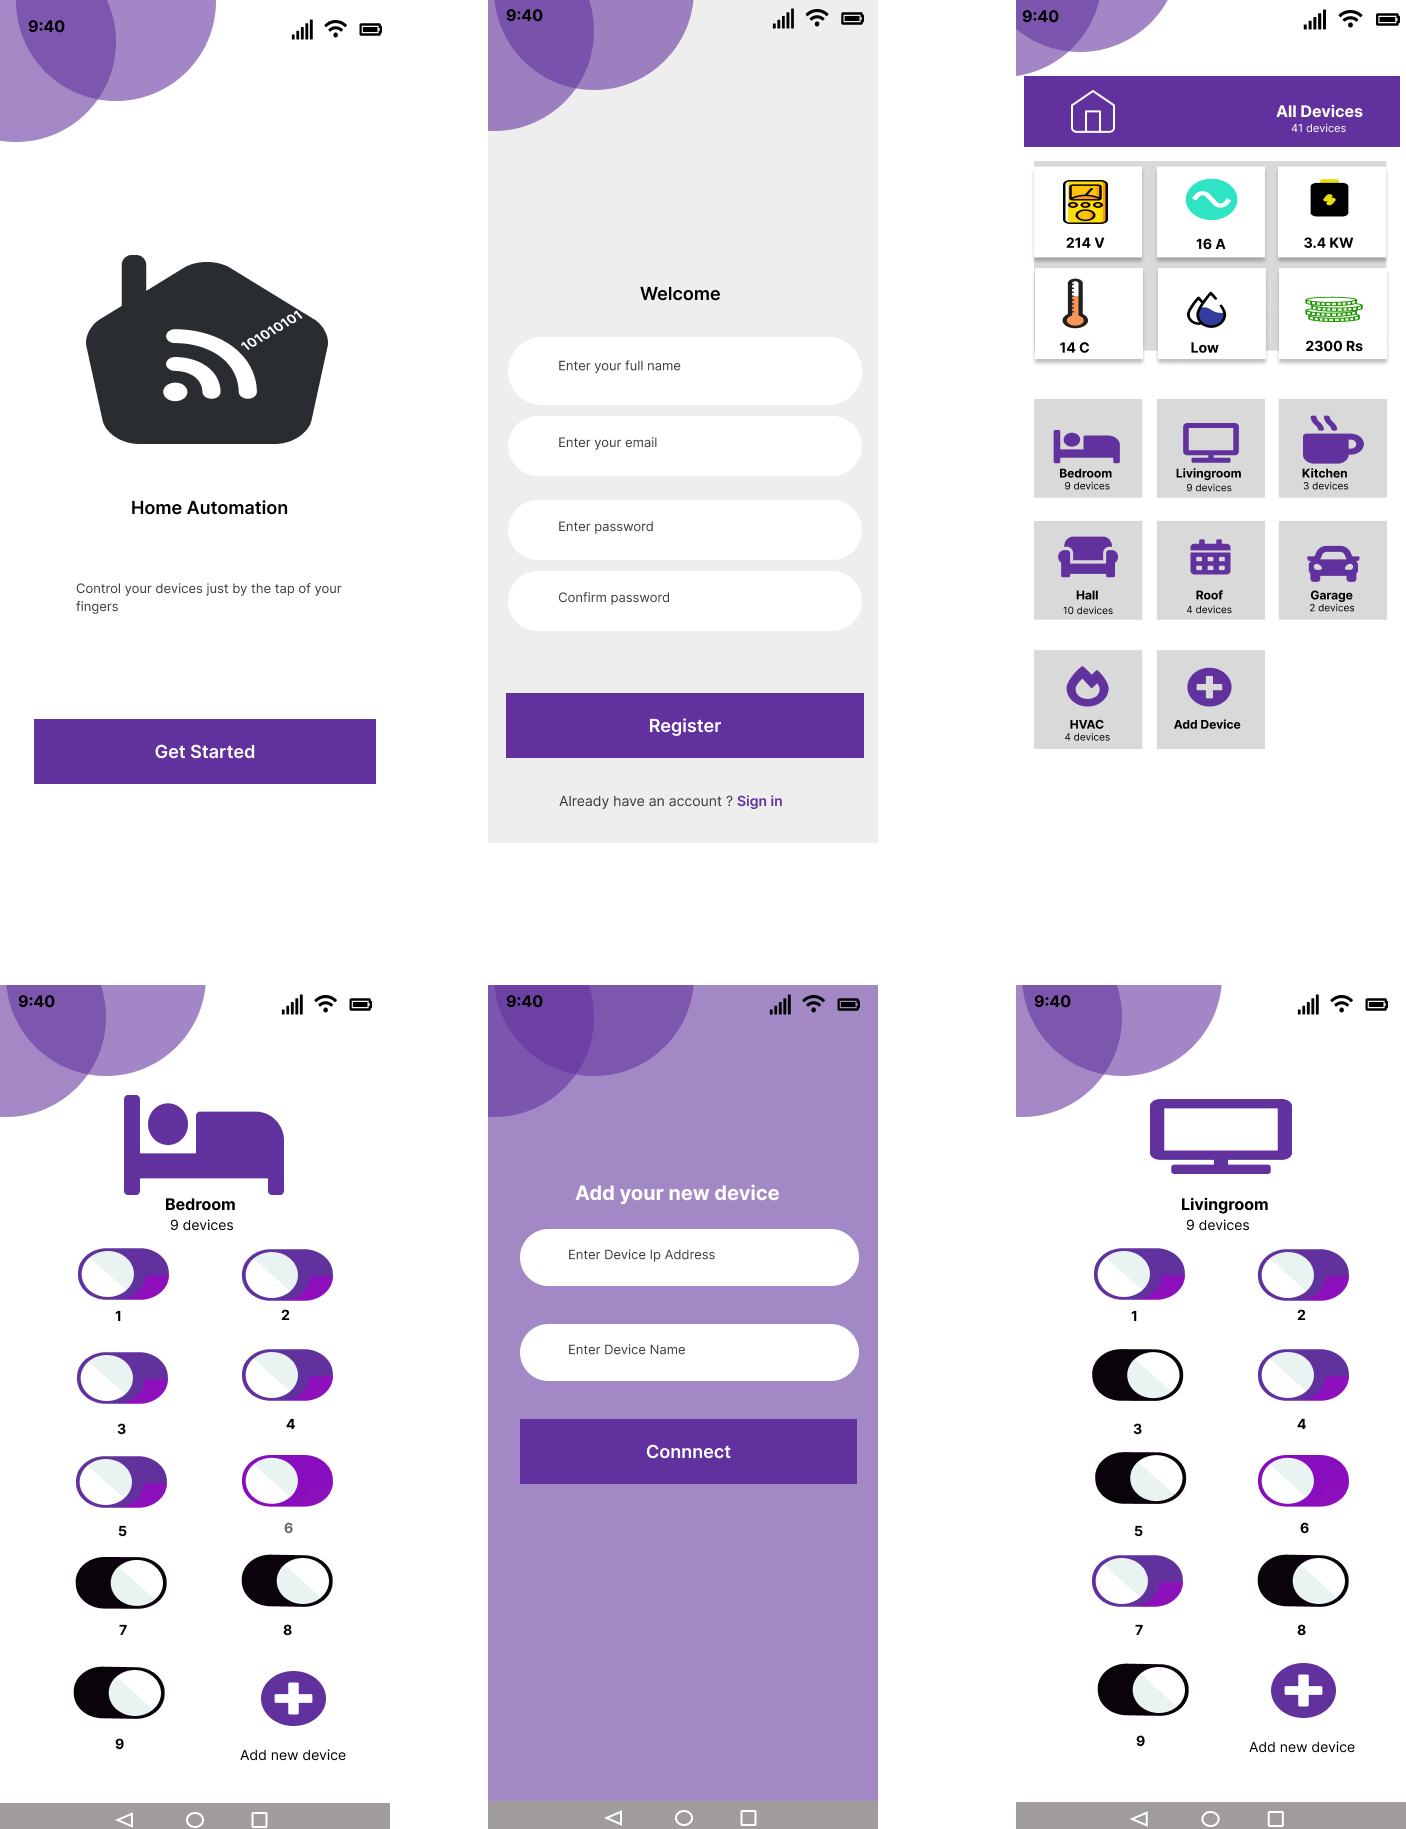 9:40
101010101
Home Automation
Control your devices just by the tap of your
fingers
Get Started
9:40
Welcome
Enter your full name
Enter your email
Enter password
Confirm password
Register
Already have an account ? Sign in
9:40
All Devices
41 devices
214 V
16 A
3.4 KW
14 C
Low
2300 Rs
Bedroom
9 devices
Livingroom
9 devices
Kitchen
3 devices
Hall
10 devices
Roof
4 devices
Garage
2 devices
HVAC
4 devices
Add Device
9:40
Bedroom
9 devices
1
2
3
4
5
6
7
8
9
Add new device
9:40
Add your new device
Enter Device Ip Address
Enter Device Name
Connnect
9:40
Livingroom
9 devices
1
2
3
4
5
6
7
8
9
Add new device